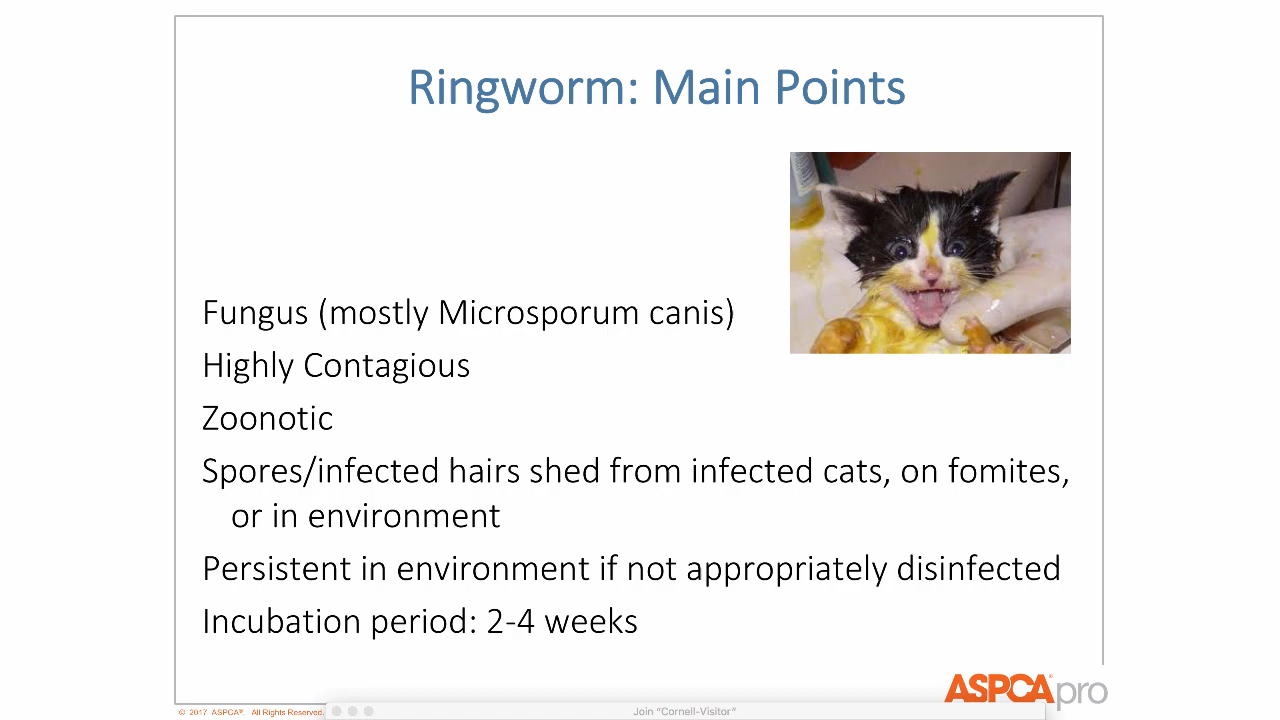 Ringworm: Main Points
Fungus (mostly Microsporum canis)
Highly Contagious
Zoonotic
Spores/infected hairs shed from infected cats, on fomites,
or in environment
Persistent in environment if not appropriately disinfected
Incubation period: 2-4 weeks
ASPCA® pro
© 2017 ASPCA®. All Rights Reserved.
Join “Cornell-Visitor”